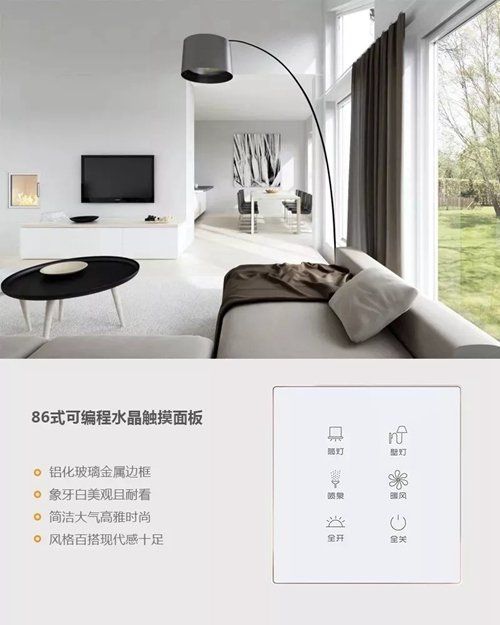 86式可编程水晶触摸面板
铝化玻璃金属边框
象牙白美观且耐看
简洁大气高雅时尚
风格百搭现代感十足
筒灯
壁灯
喷泉
暖风
全开
全关